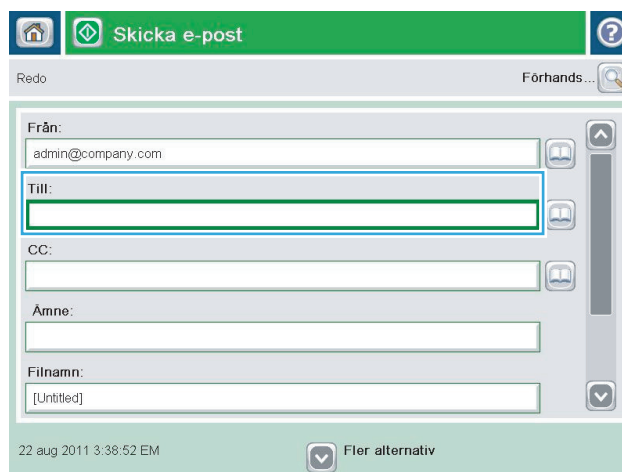 Skicka e-post
Redo
Förhands...
Från:
admin@company.com
Till:
CC:
Ämne:
Filnamn:
[Untitled]
22 aug 2011 3:38:52 EM
Fler alternativ